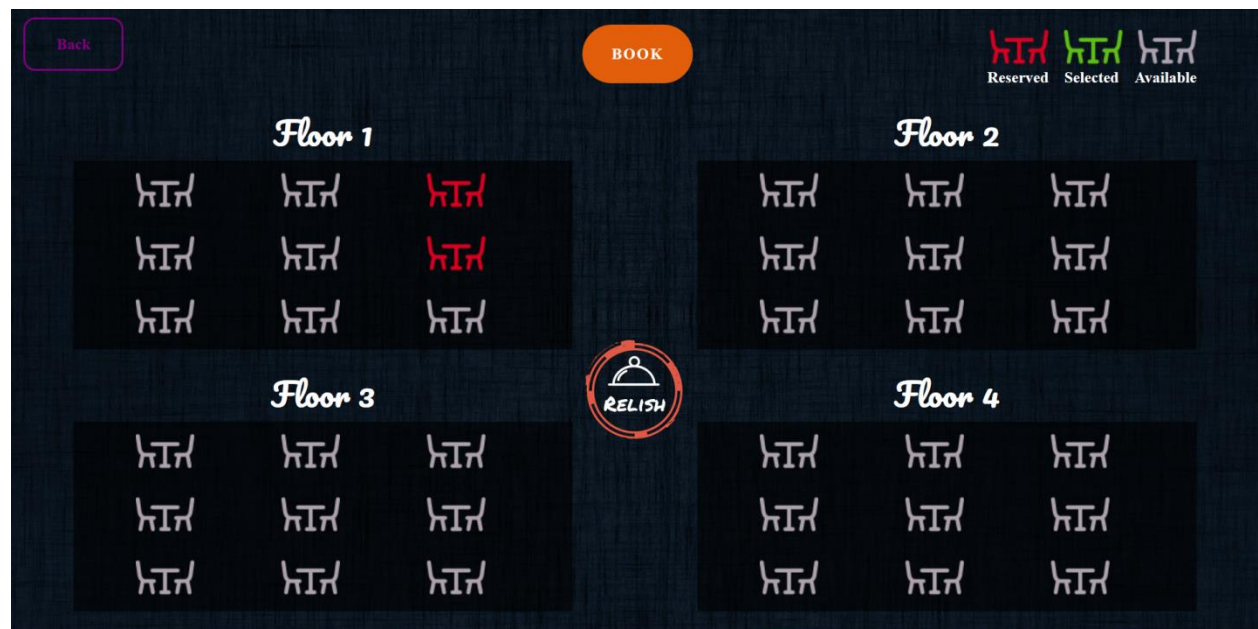 Back
BOOK
Reserved Selected Available
Floor 1
Floor 2
Floor 3
RELISH
Floor 4